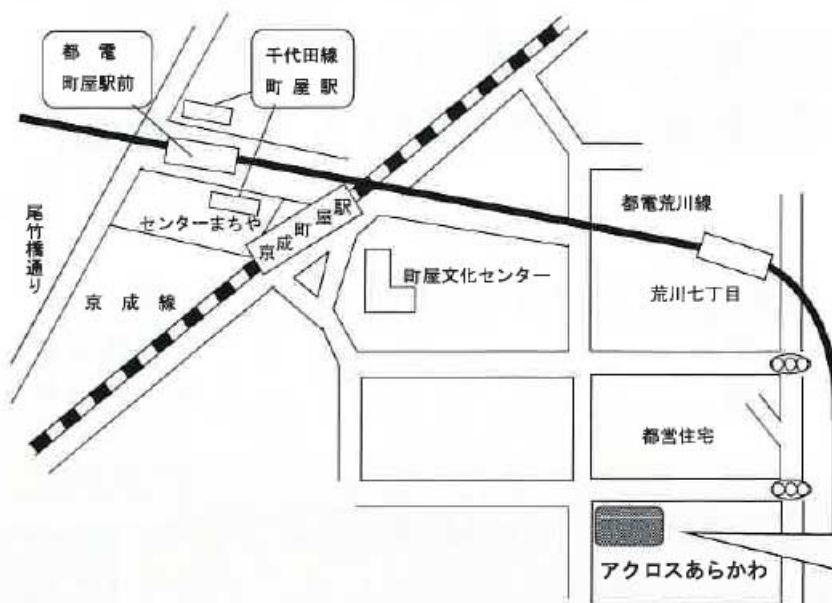 都電
町屋駅前
千代田線
町屋駅
尾竹橋通り
センターまちや
京成町屋駅
京成線
町屋文化センター
都電荒川線
荒川七丁目
都営住宅
アクロスあらかわ